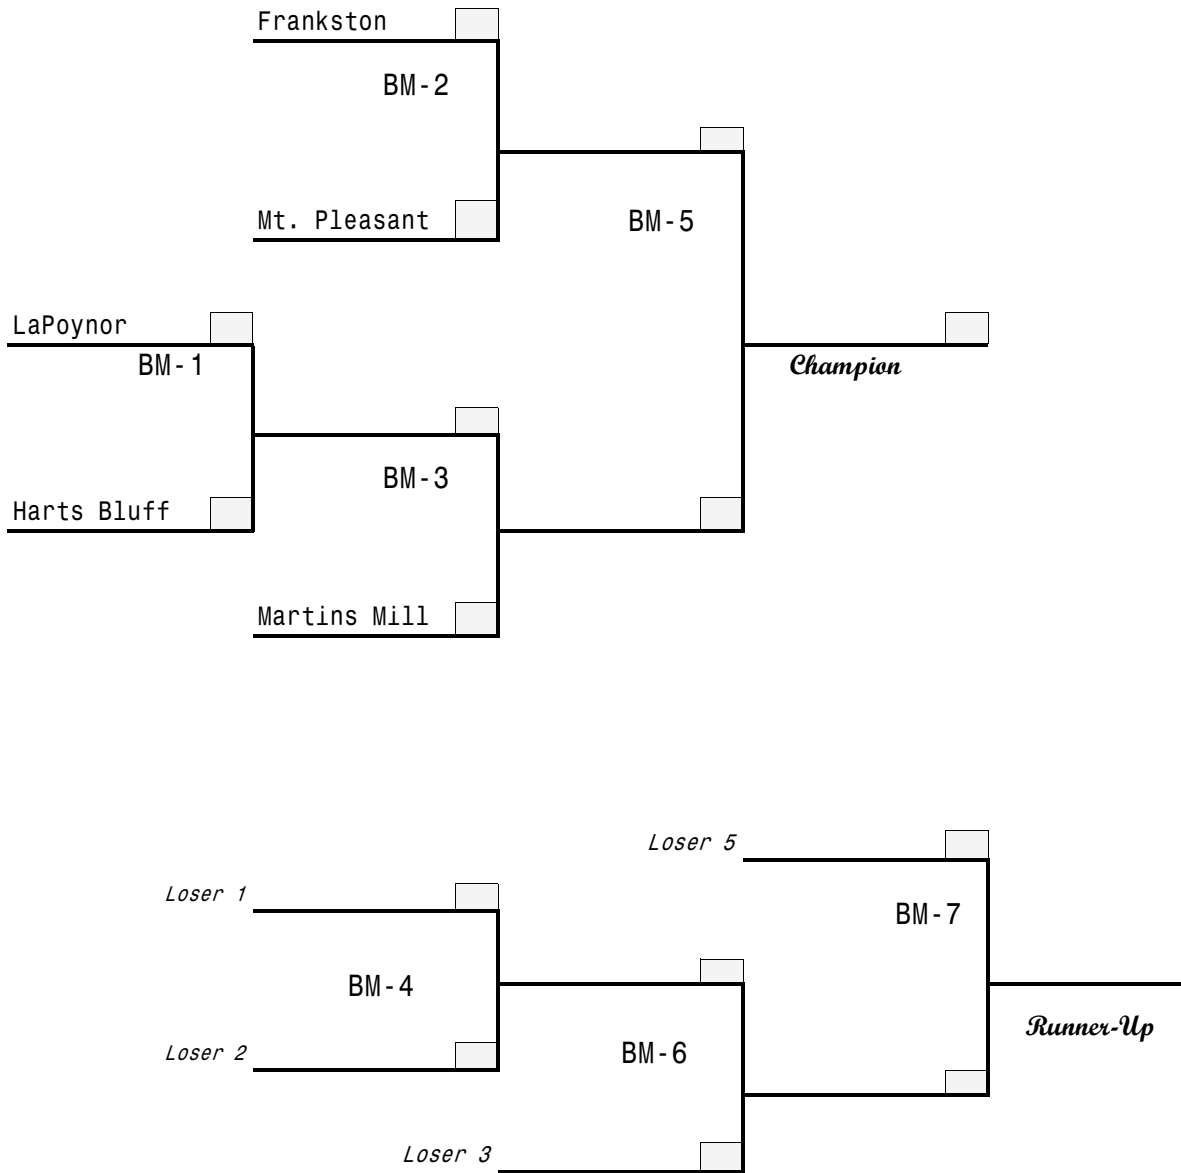 Frankston
BM-2
Mt. Pleasant
BM-5
LaPoynor
BM-1
Champion
BM-3
Harts Bluff
Martins Mill
Loser 5
Loser 1
BM-7
BM-4
Runner-Up
Loser 2
BM-6
Loser 3